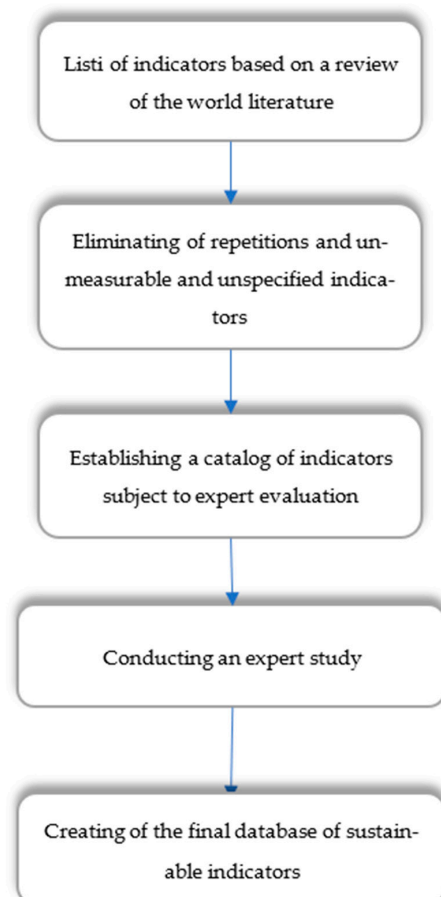 Listi of indicators based on a review
of the world literature
Eliminating of repetitions and un-
measurable and unspecified indica-
tors
Establishing a catalog of indicators
subject to expert evaluation
Conducting an expert study
Creating of the final database of sustain-
able indicators